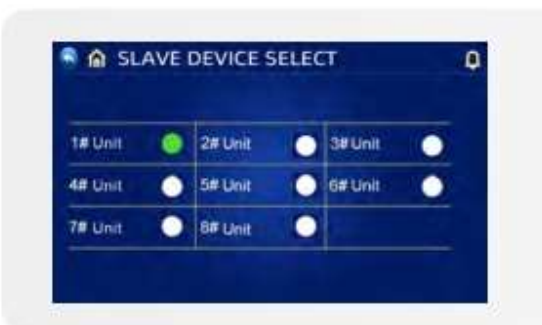 SLAVE DEVICE SELECT
1# Unit 2# Unit 3# Unit
4# Unit 5# Unit 6# Unit
7# Unit 8# Unit